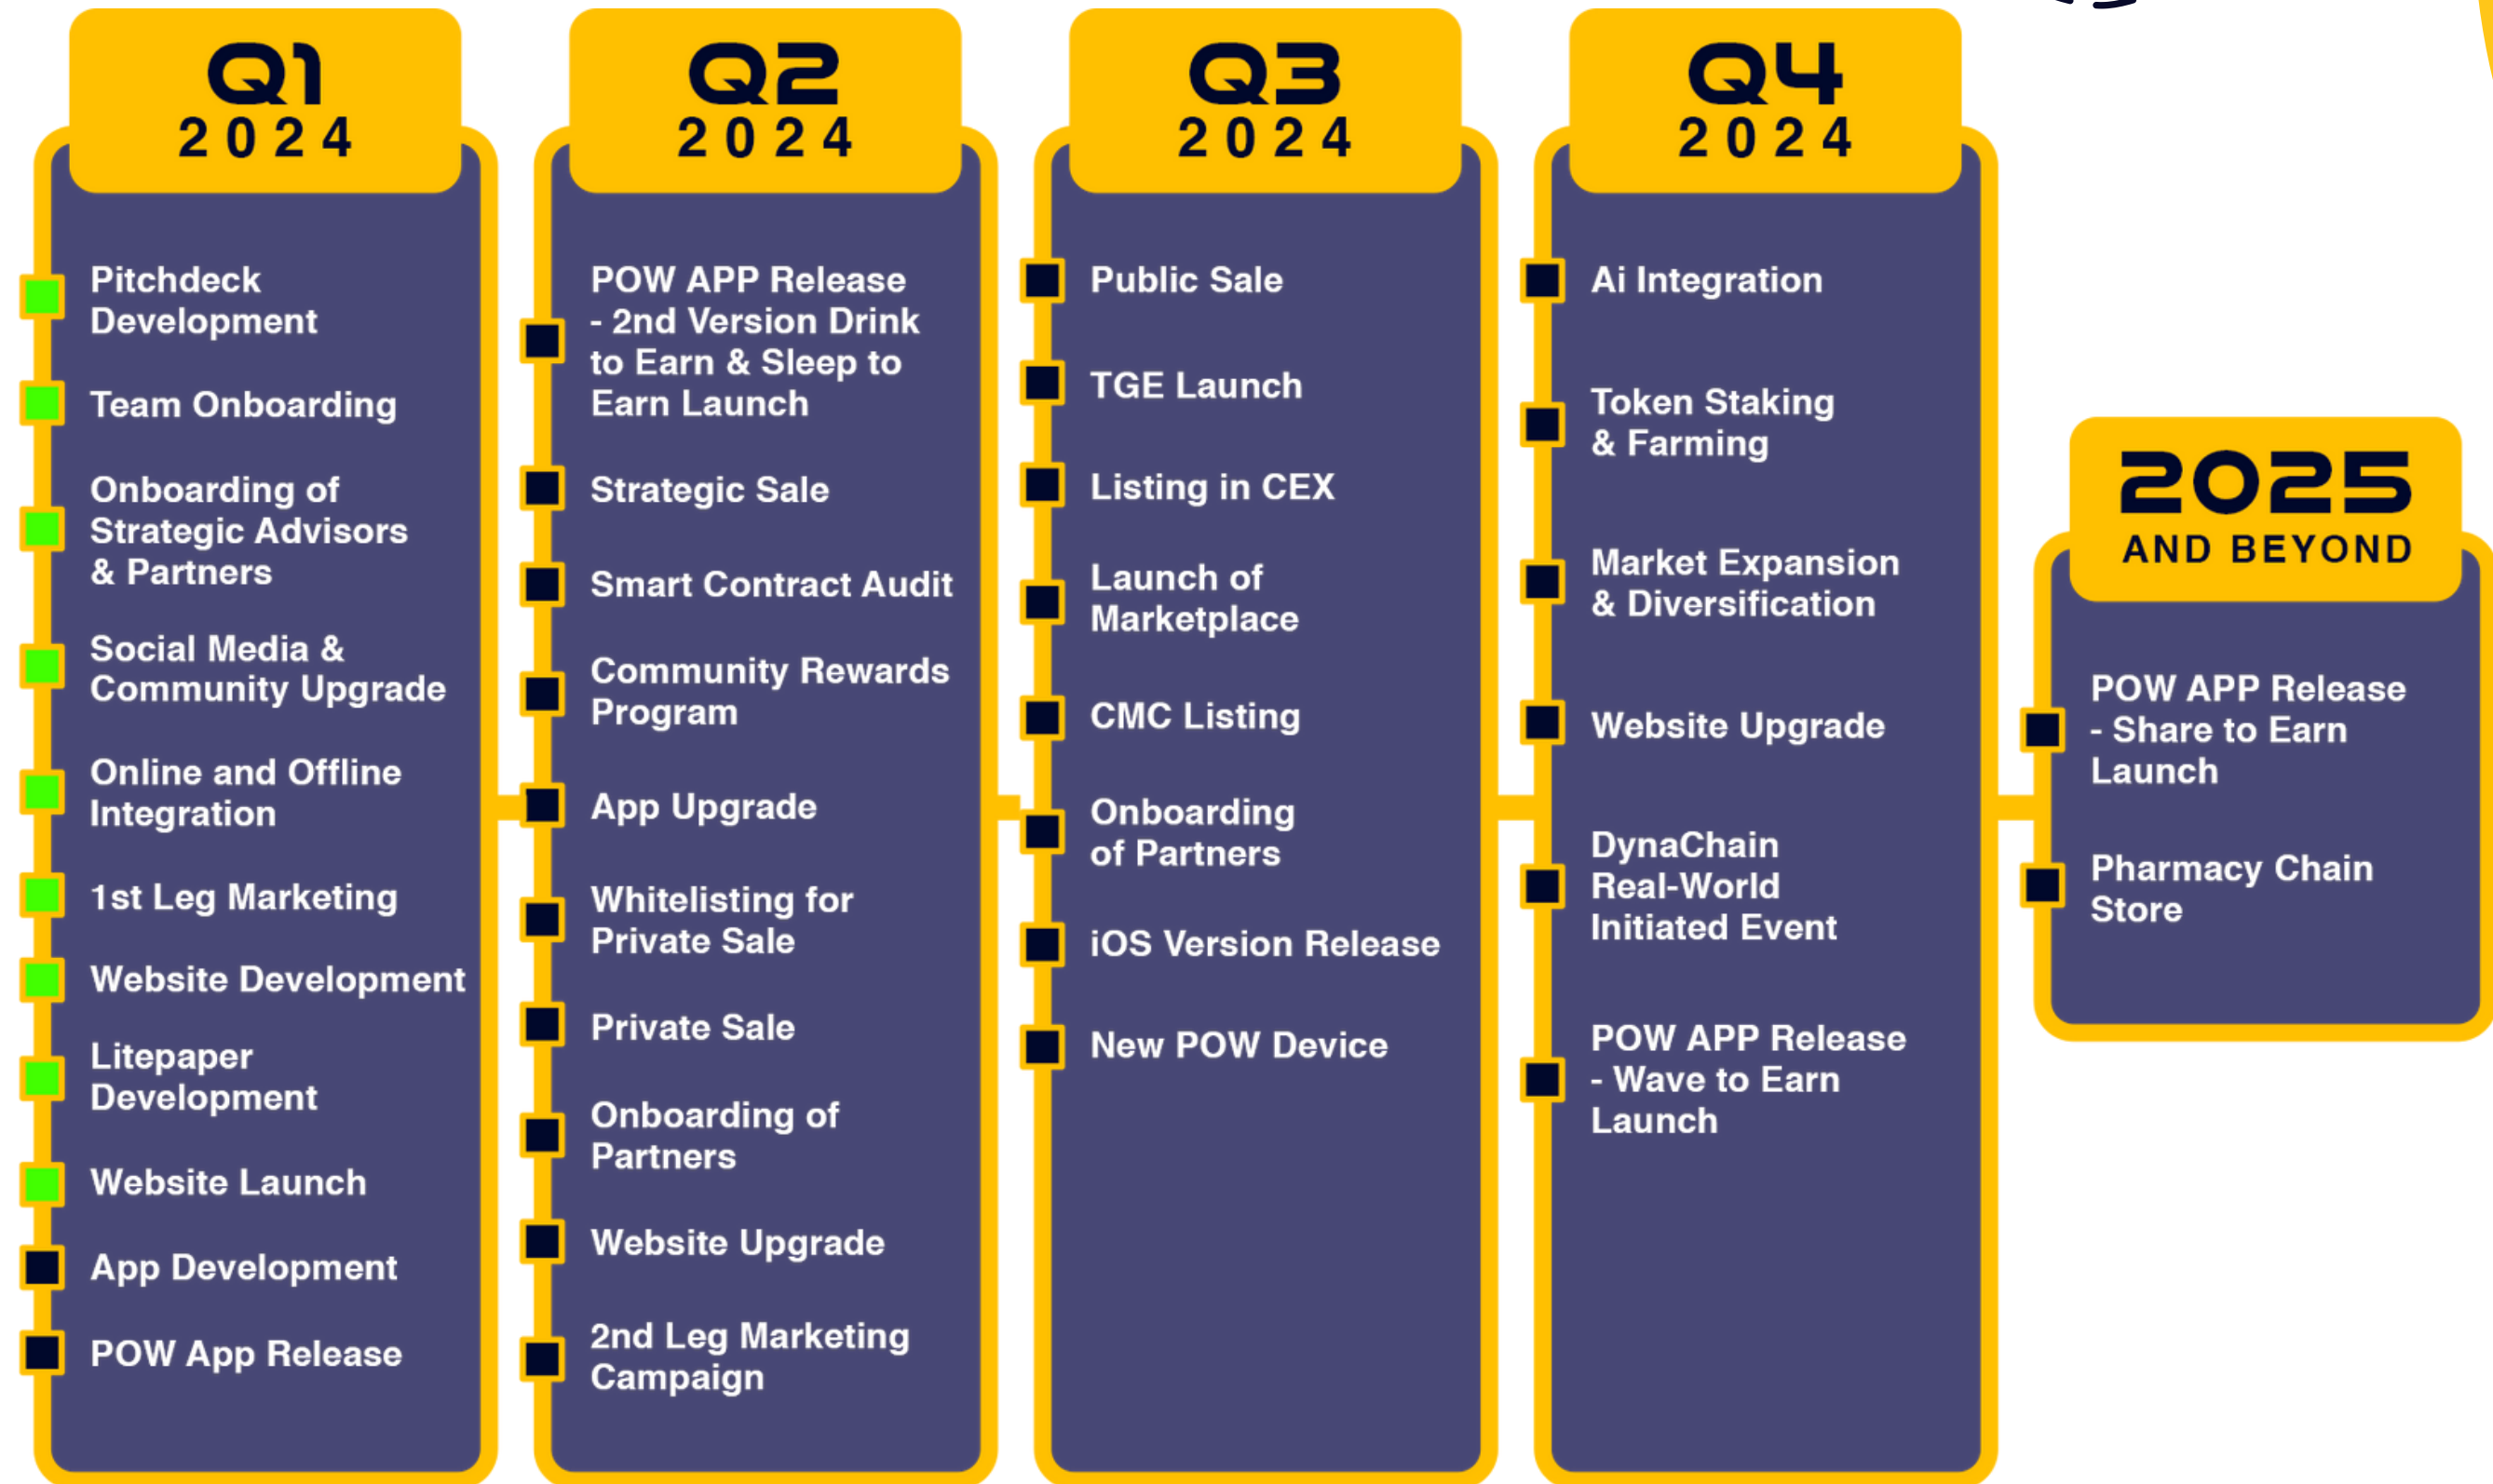 Q1
2024
Pitchdeck
Development
Team Onboarding
Onboarding of
Strategic Advisors
& Partners
Social Media &
Community Upgrade
Online and Offline
Integration
1st Leg Marketing
Website Development
Litepaper
Development
Website Launch
App Development
POW App Release
Q2
2024
POW APP Release
- 2nd Version Drink
to Earn & Sleep to
Earn Launch
Strategic Sale
Smart Contract Audit
Community Rewards
Program
App Upgrade
Whitelisting for
Private Sale
Private Sale
Onboarding of
Partners
Website Upgrade
2nd Leg Marketing
Campaign
Q3
2024
Public Sale
TGE Launch
Listing in CEX
Launch of
Marketplace
CMC Listing
Onboarding
of Partners
iOS Version Release
New POW Device
Q4
2024
Ai Integration
Token Staking
& Farming
Market Expansion
& Diversification
Website Upgrade
DynaChain
Real-World
Initiated Event
POW APP Release
- Wave to Earn
Launch
2025
AND BEYOND
POW APP Release
- Share to Earn
Launch
Pharmacy Chain
Store